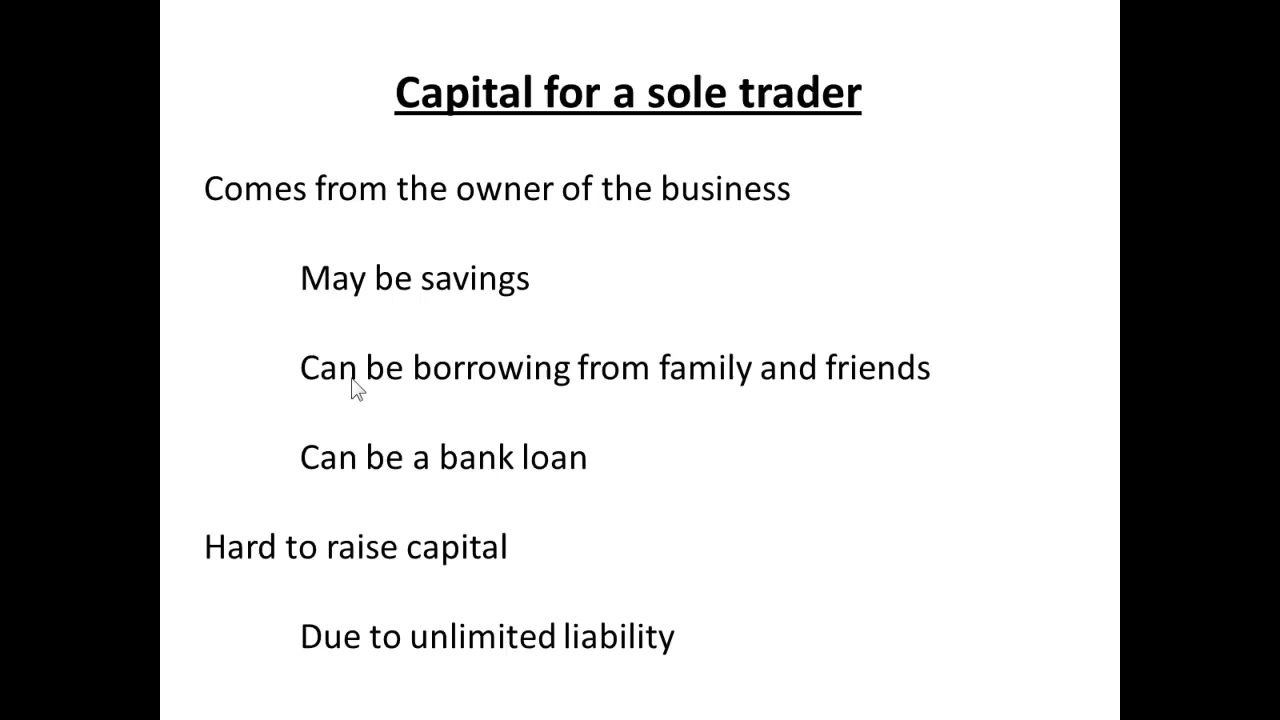 Capital for a sole trader
Comes from the owner of the business
May be savings
Can be borrowing from family and friends
Can be a bank loan
Hard to raise capital
Due to unlimited liability